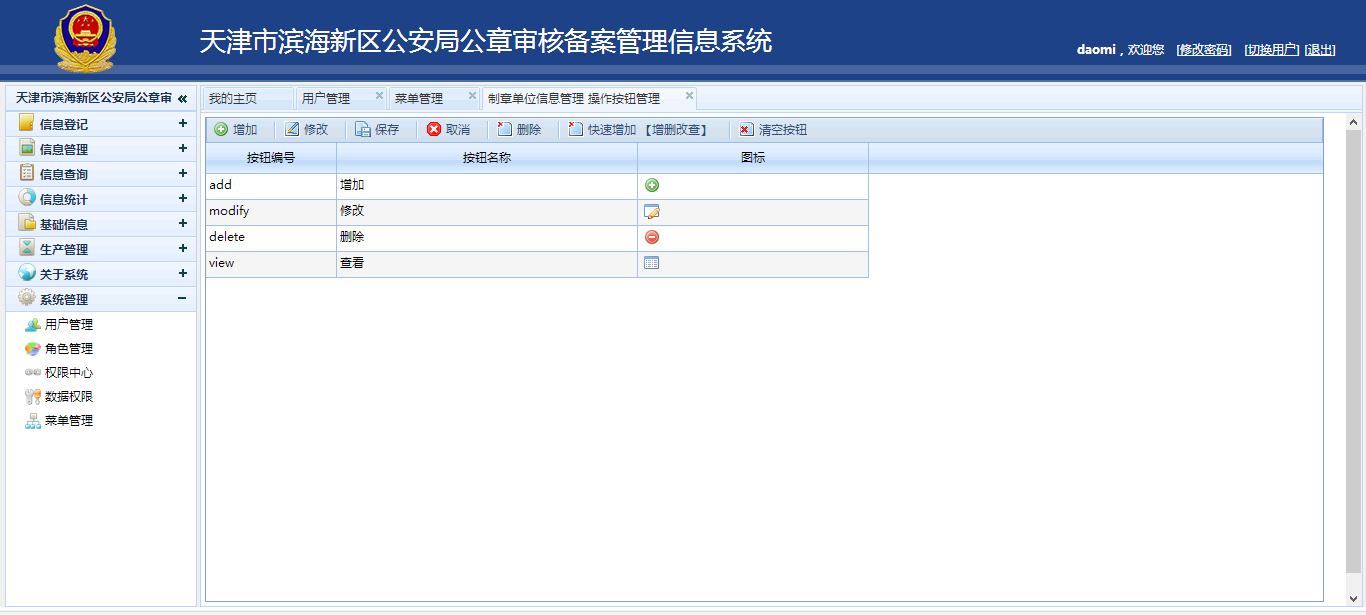 天津市滨海新区公安局公章审核备案管理信息系统
daomi，欢迎您 [修改密码] [切换用户] [退出]
天津市滨海新区公安局公章审
信息登记
信息管理
信息查询
信息统计
基础信息
生产管理
关于系统
系统管理
用户管理
角色管理
权限中心
数据权限
菜单管理
我的主页 用户管理 菜单管理 制章单位信息管理 操作按钮管理
增加 修改 保存 取消 删除 快速增加 【增删改查】 清空按钮
按钮编号 按钮名称 图标
add 增加
modify 修改
delete 删除
view 查看